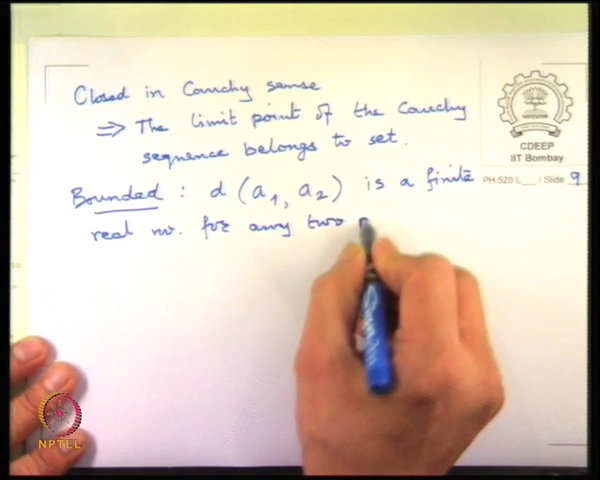 Closed in Cauchy sense
⇒ The limit point of the Cauchy
sequence belongs to set.
Bounded : d (a1, a2) is a finite
real no. for any two
CDEEP
IIT Bombay
PH 520 L___ / Slide 9
NPTEL